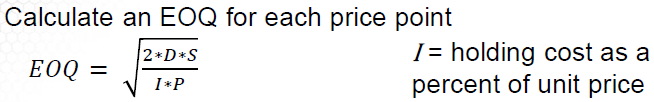 Calculate an EOQ for each price point
EOQ = √(2*D*S / I*P)
I = holding cost as a
percent of unit price